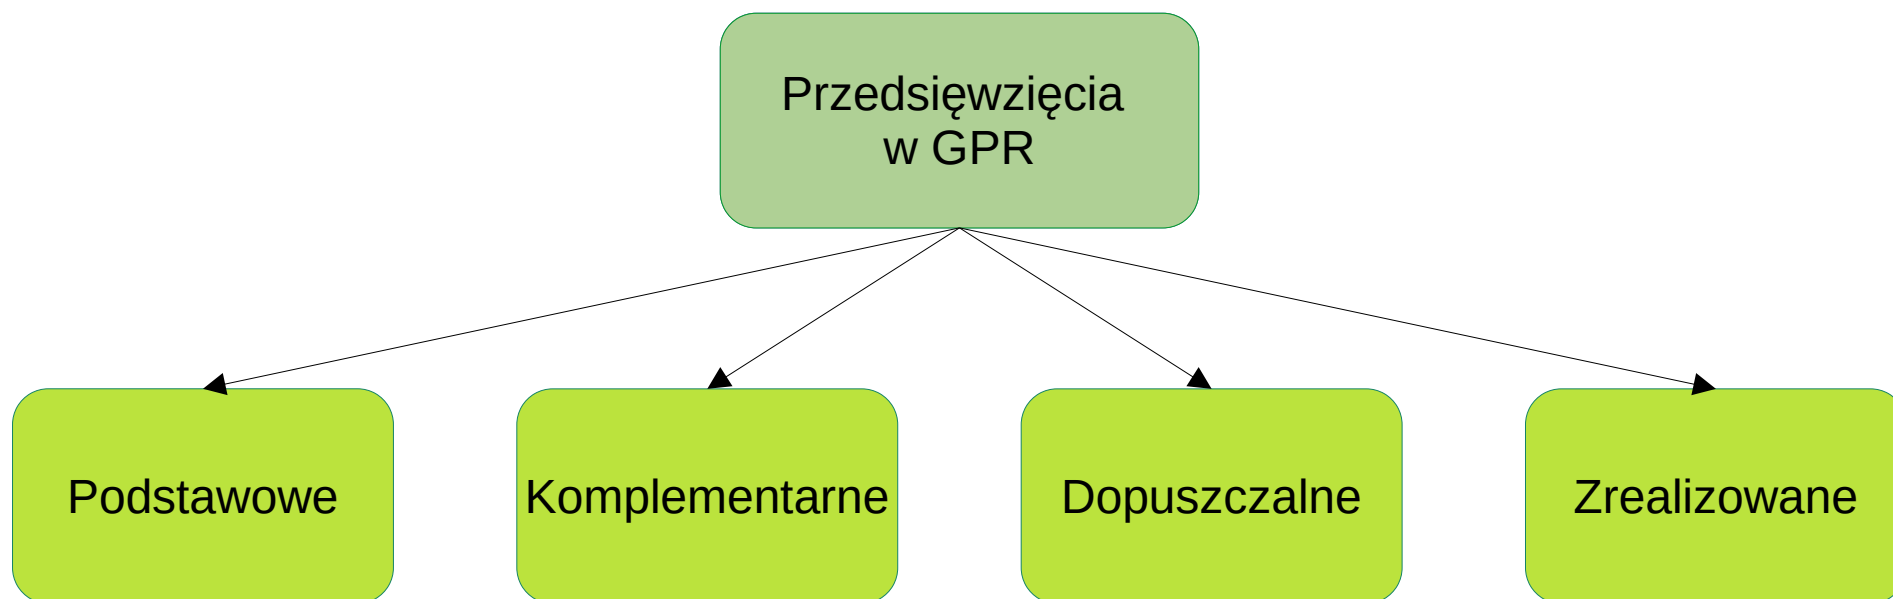 Przedsięwzięcia
w GPR
Podstawowe
Komplementarne
Dopuszczalne
Zrealizowane